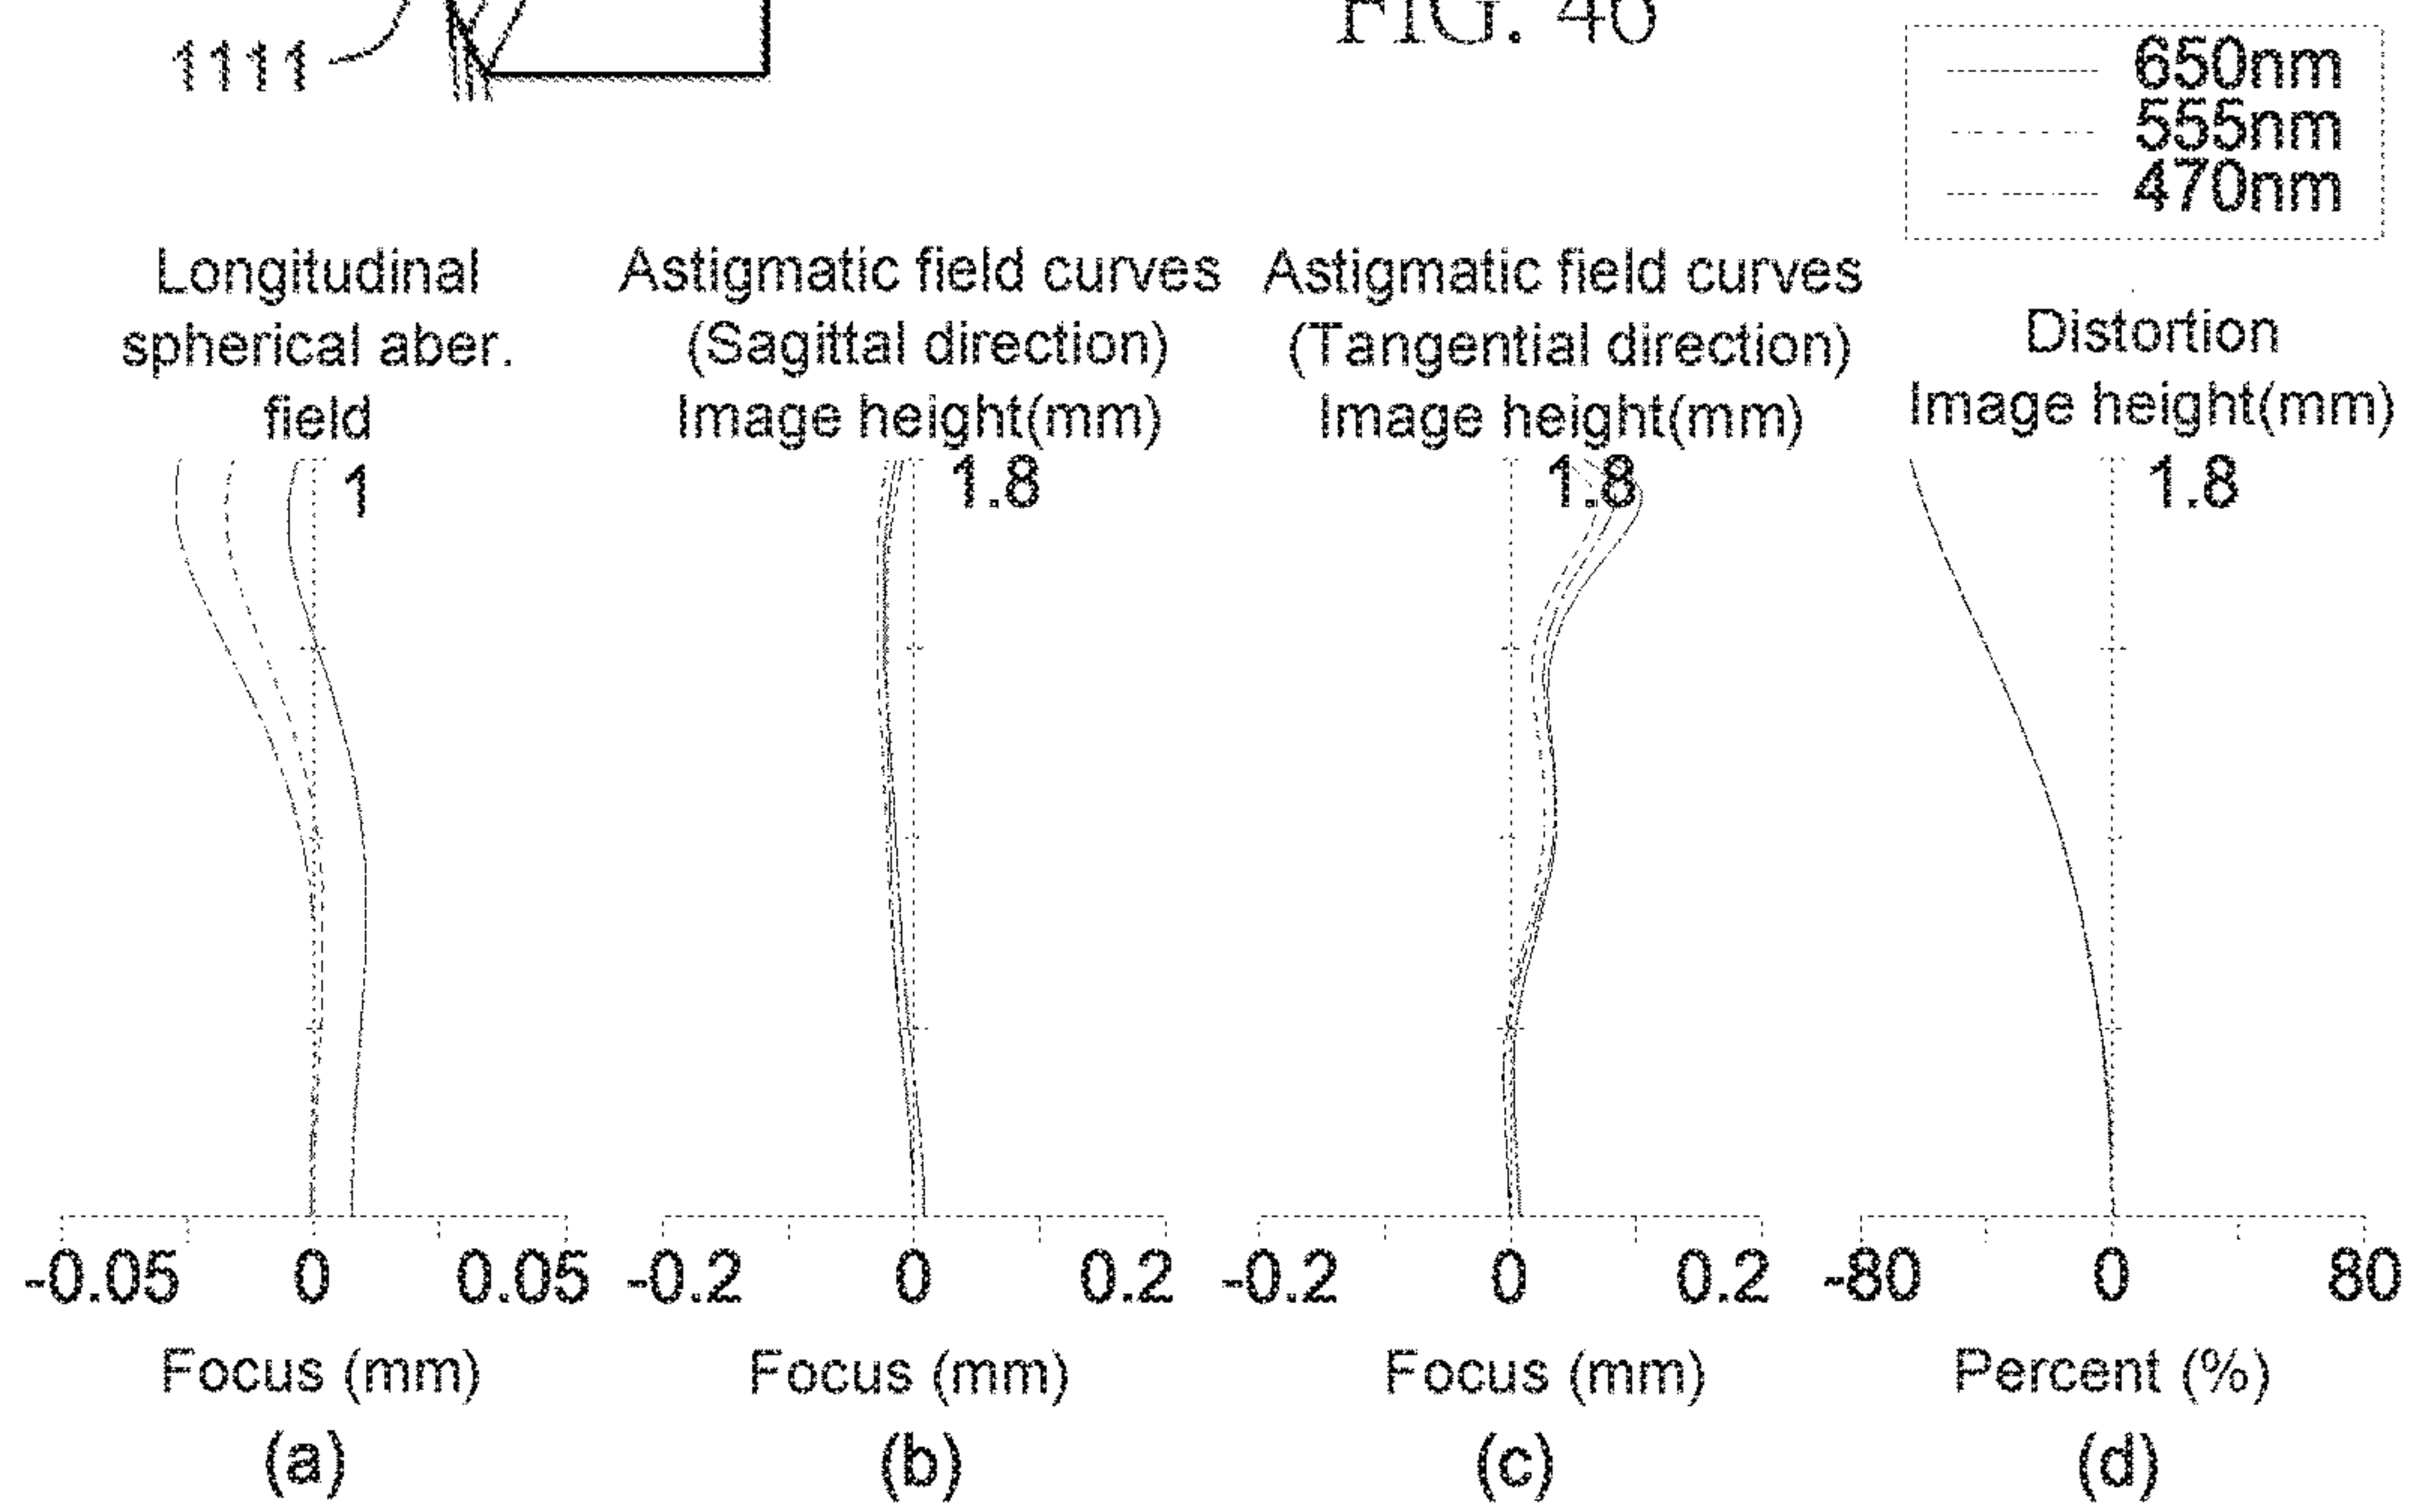 FIG. 46
1111
650nm
555nm
470nm
Longitudinal
spherical aber.
field
1
Astigmatic field curves
(Sagittal direction)
Image height(mm)
1.8
Astigmatic field curves
(Tangential direction)
Image height(mm)
1.8
Distortion
Image height(mm)
1.8
-0.05 0 0.05
Focus (mm)
(a)
-0.2 0 0.2
Focus (mm)
(b)
-0.2 0 0.2
Focus (mm)
(c)
-80 0 80
Percent (%)
(d)